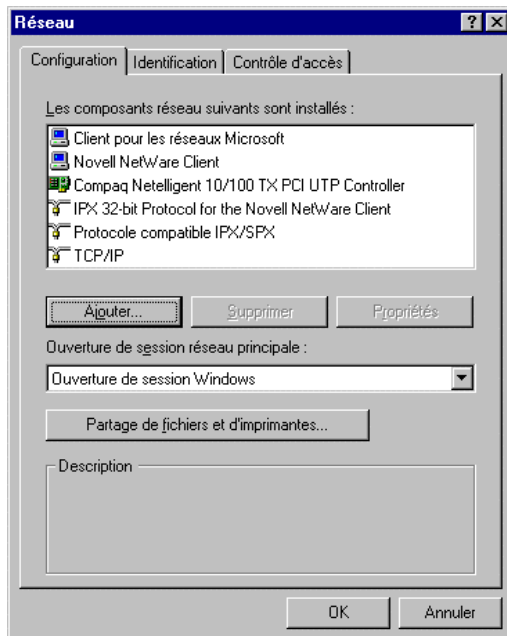 Réseau
Configuration Identification Contrôle d'accès
Les composants réseau suivants sont installés :
Client pour les réseaux Microsoft
Novell NetWare Client
Compaq Netelligent 10/100 TX PCI UTP Controller
IPX 32-bit Protocol for the Novell NetWare Client
Protocole compatible IPX/SPX
TCP/IP
Ajouter... Supprimer Propriétés
Ouverture de session réseau principale :
Ouverture de session Windows
Partage de fichiers et d'imprimantes...
Description
OK Annuler